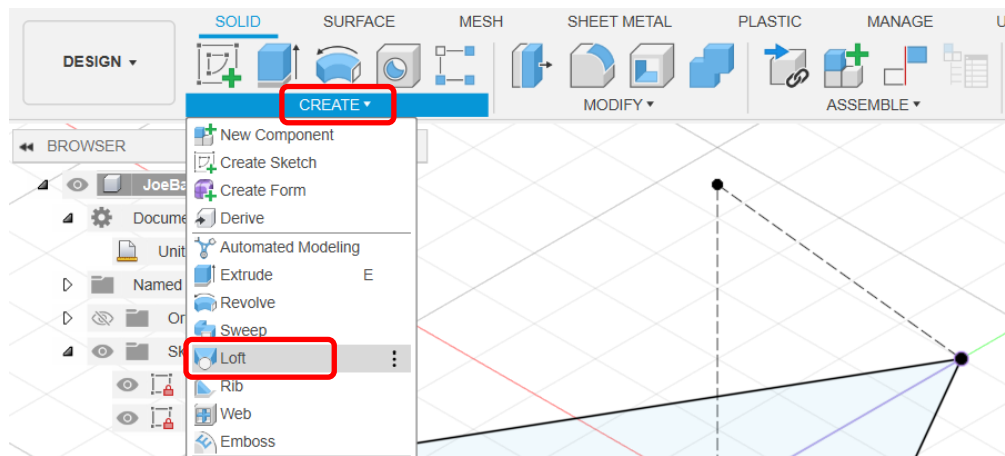 SOLID SURFACE MESH SHEET METAL PLASTIC MANAGE U
DESIGN
CREATE MODIFY ASSEMBLE
BROWSER
New Component
Create Sketch
JoeBa
Create Form
Docume
Derive
Unit
Automated Modeling
Named
Extrude E
Revolve
Or
Sweep
Sk
Loft
Rib
Web
Emboss